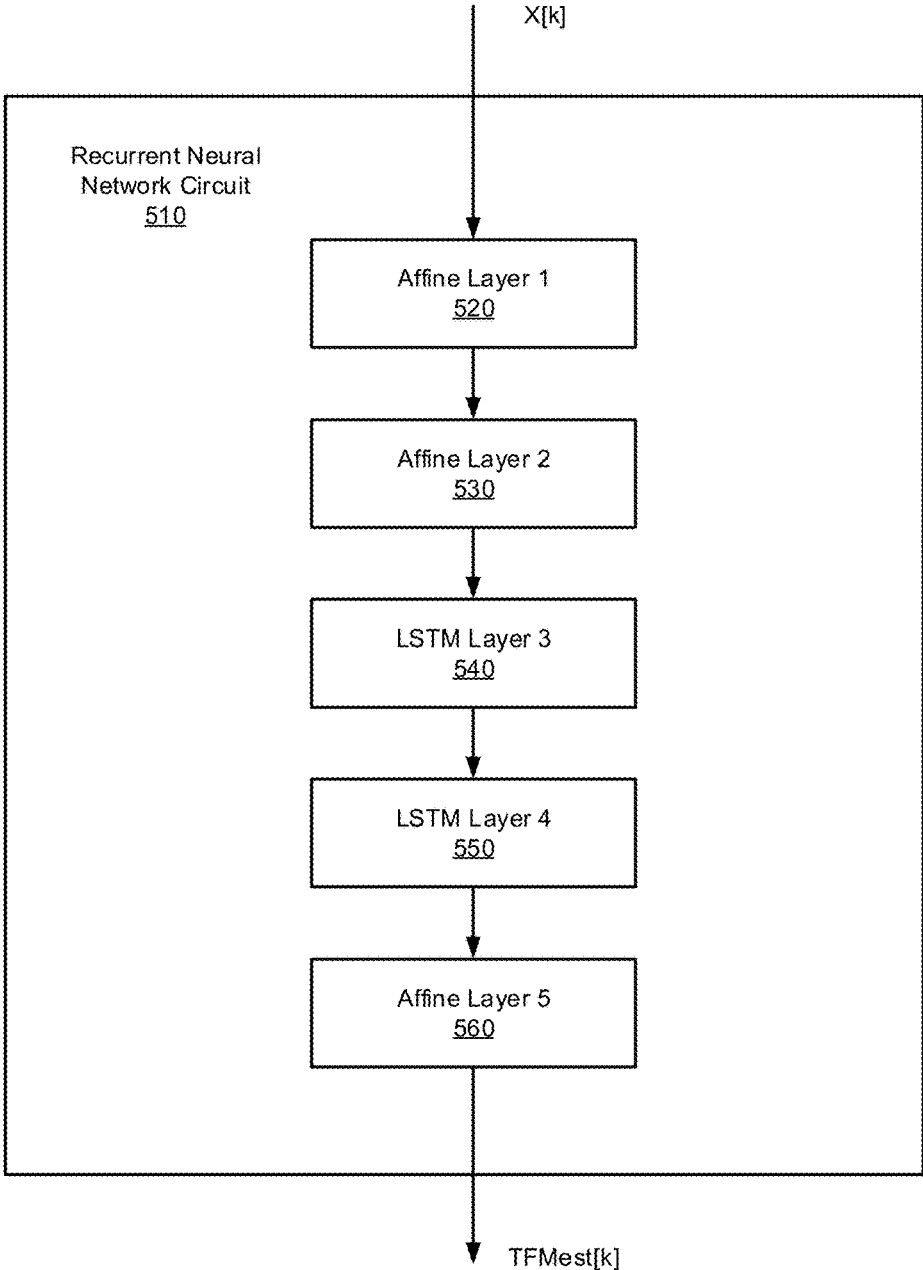 X[k]
Recurrent Neural
Network Circuit
510
Affine Layer 1
520
Affine Layer 2
530
LSTM Layer 3
540
LSTM Layer 4
550
Affine Layer 5
560
TFMest[k]